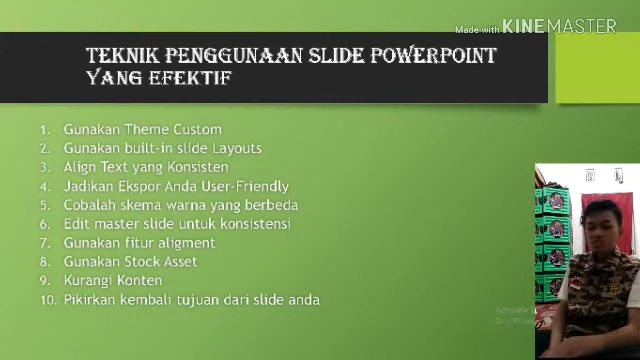 Made with KINEMASTER
TEKNIK PENGGUNAAN SLIDE POWERPOINT
YANG EFEKTIF
1. Gunakan Theme Custom
2. Gunakan built-in slide Layouts
3. Align Text yang Konsisten
4. Jadikan Ekspor Anda User-Friendly
5. Cobalah skema warna yang berbeda
6. Edit master slide untuk konsistensi
7. Gunakan fitur aligment
8. Gunakan Stock Asset
9. Kurangi Konten
10. Pikirkan kembali tujuan dari slide anda